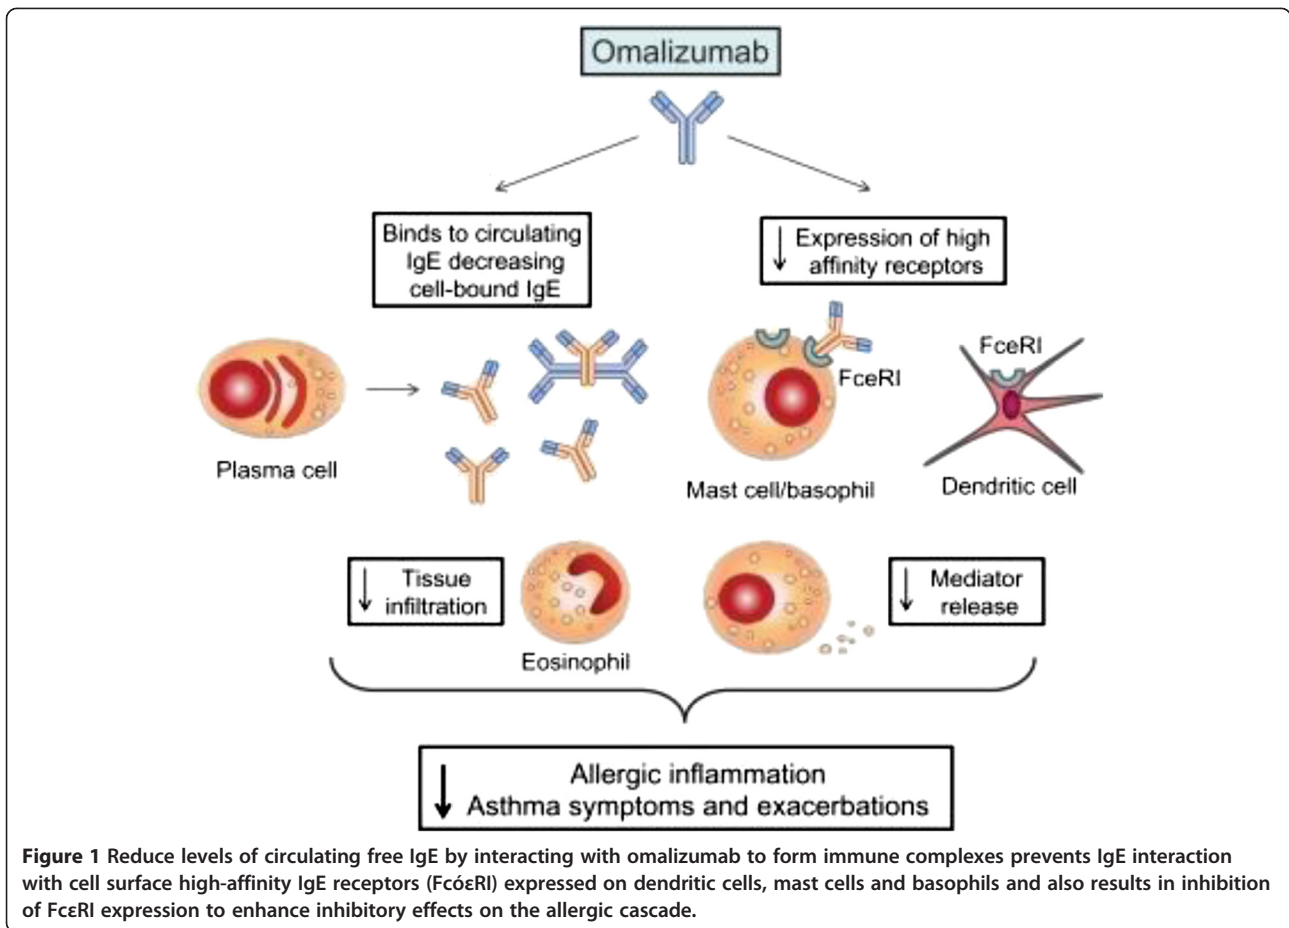 Omalizumab
Binds to circulating
IgE decreasing
cell-bound IgE
↓ Expression of high
affinity receptors
FceRI
FceRI
Plasma cell
Mast cell/basophil
Dendritic cell
↓ Tissue
infiltration
↓ Mediator
release
Eosinophil
↓ Allergic inflammation
Asthma symptoms and exacerbations
Figure 1 Reduce levels of circulating free IgE by interacting with omalizumab to form immune complexes prevents IgE interaction
with cell surface high-affinity IgE receptors (FcóεRI) expressed on dendritic cells, mast cells and basophils and also results in inhibition
of FcεRI expression to enhance inhibitory effects on the allergic cascade.